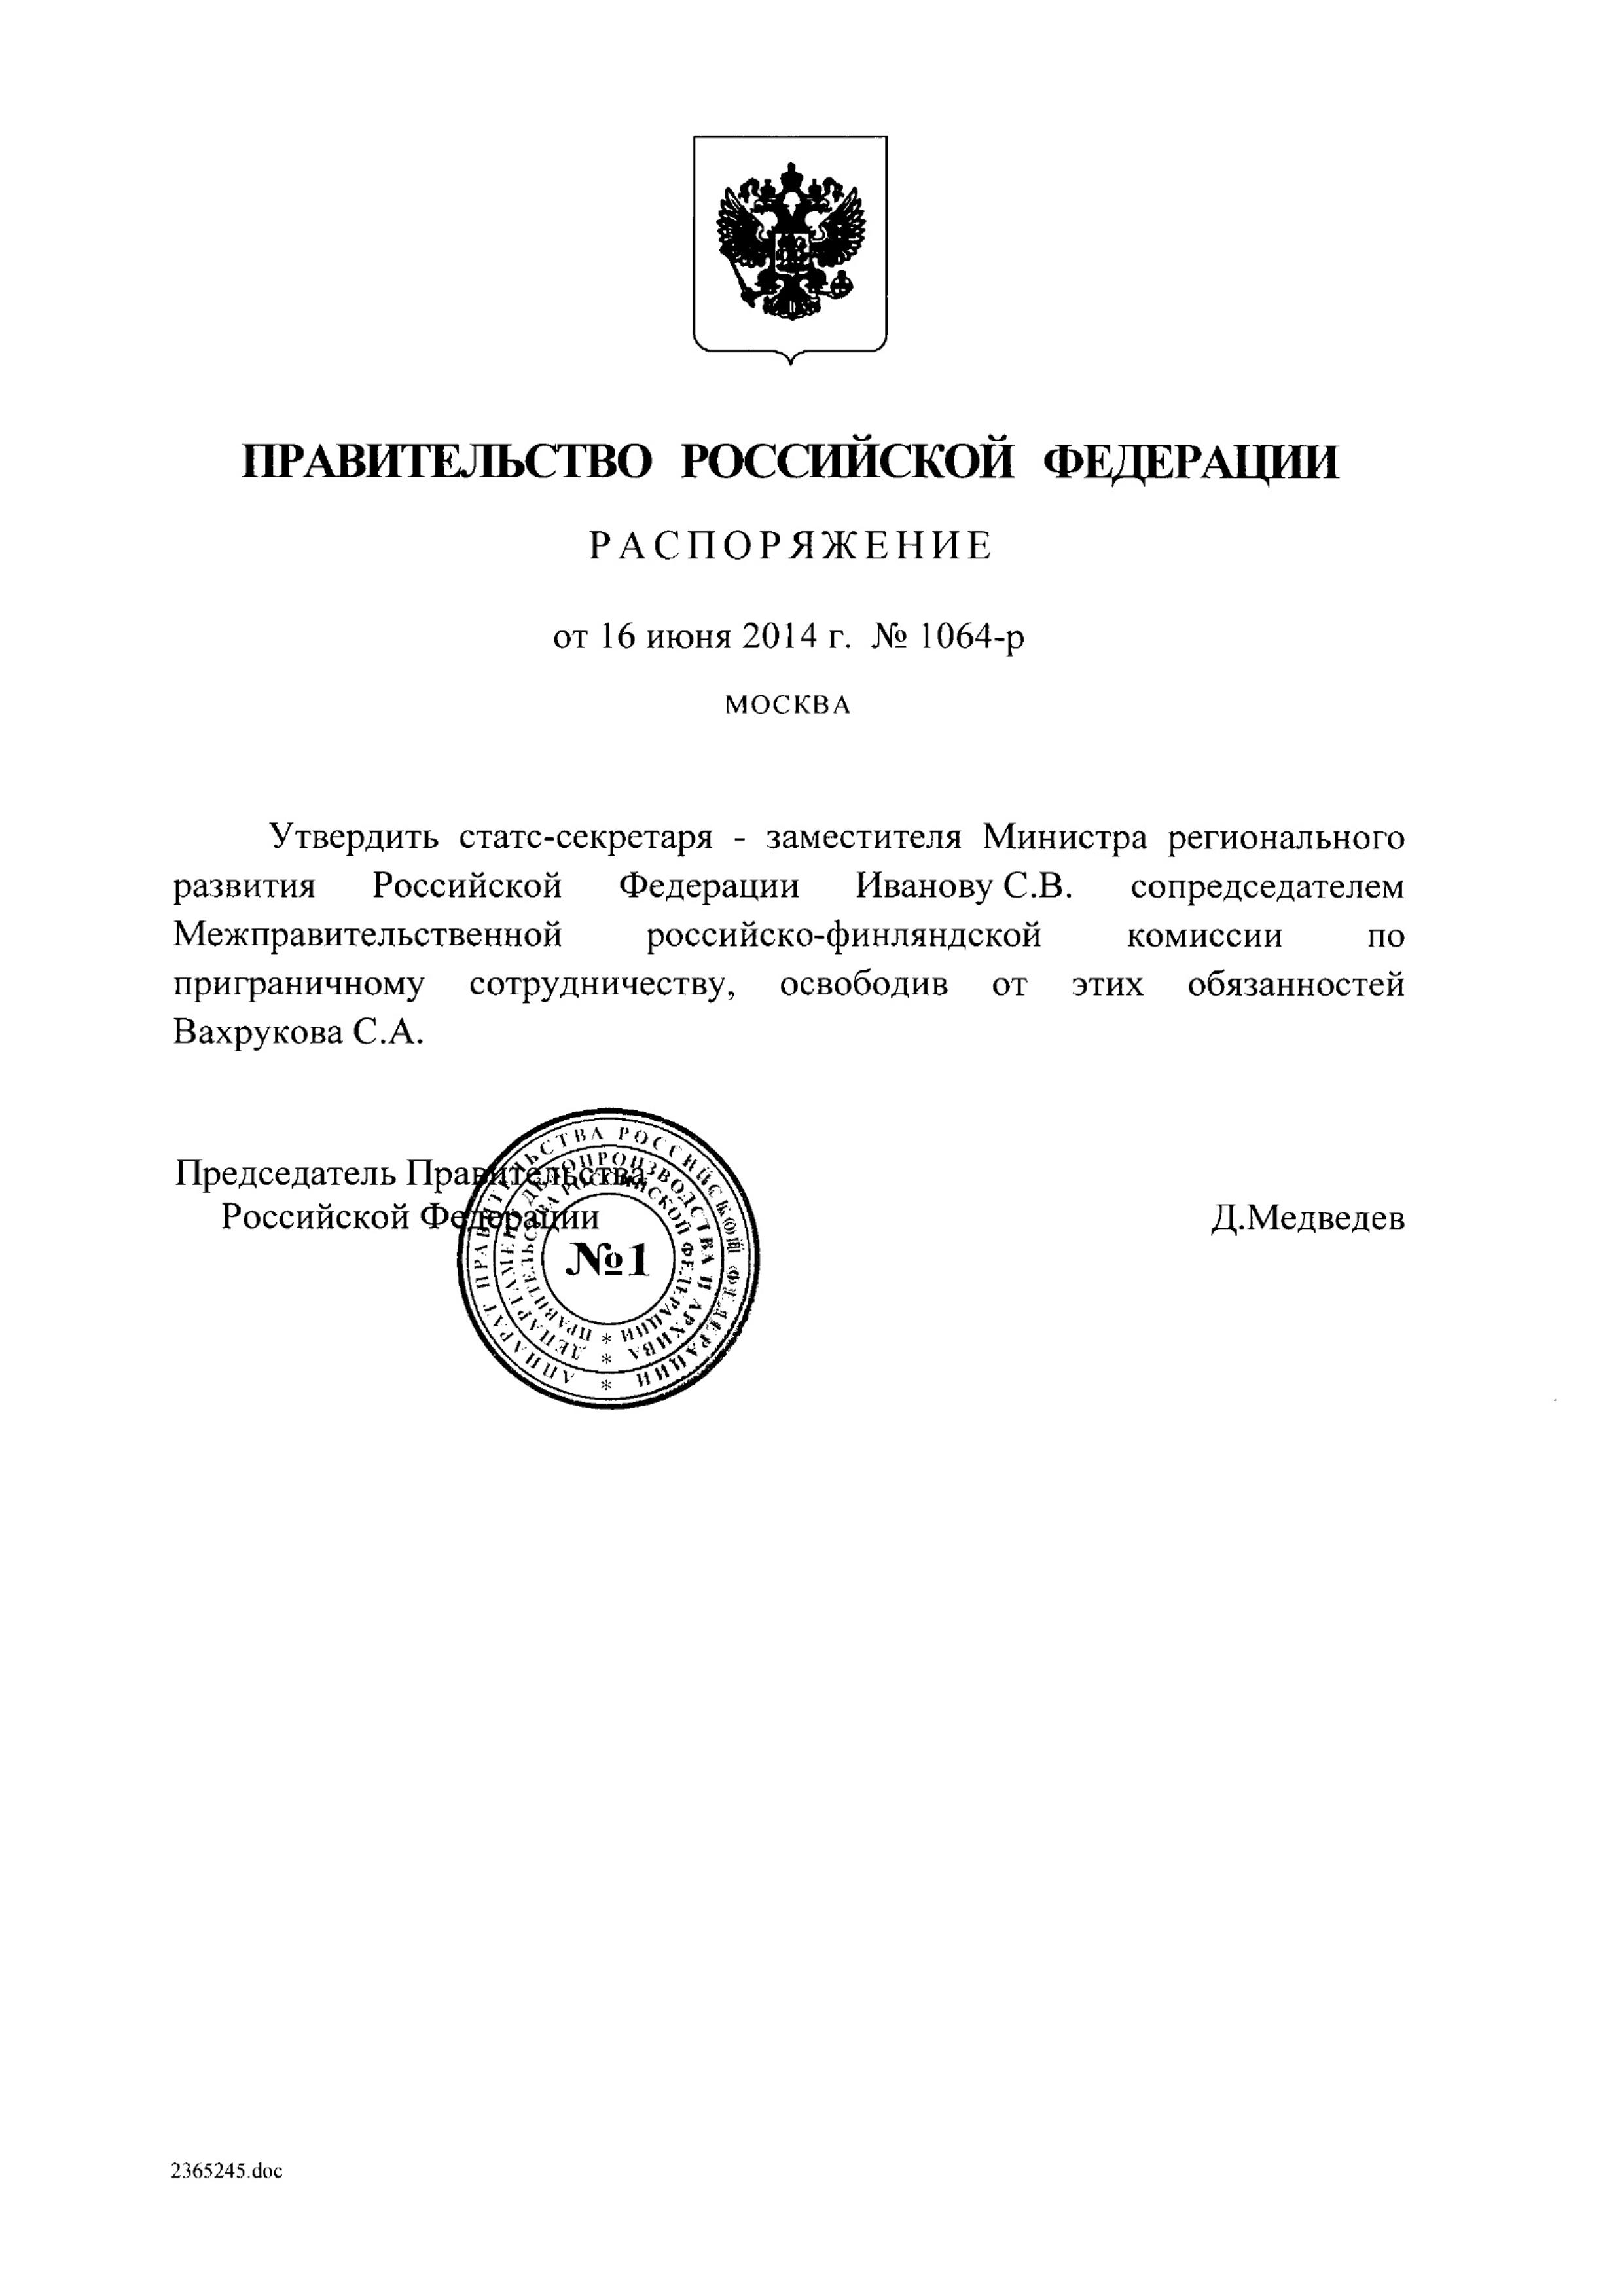 ПРАВИТЕЛЬСТВО РОССИЙСКОЙ ФЕДЕРАЦИИ
РАСПОРЯЖЕНИЕ
от 16 июня 2014 г. № 1064-р
МОСКВА
Утвердить статс-секретаря - заместителя Министра регионального
развития Российской Федерации Иванову С.В. сопредседателем
Межправительственной российско-финляндской комиссии по
приграничному сотрудничеству, освободив от этих обязанностей
Вахрукова С.А.
Председатель Правительства
Российской Федерации
Д.Медведев
АППАРАТ ПРАВИТЕЛЬСТВА РОССИЙСКОЙ ФЕДЕРАЦИИ *
ДЕПАРТАМЕНТ ДЕЛОПРОИЗВОДСТВА И АРХИВА *
ПРАВИТЕЛЬСТВА РОССИЙСКОЙ ФЕДЕРАЦИИ *
№1
2365245.doc